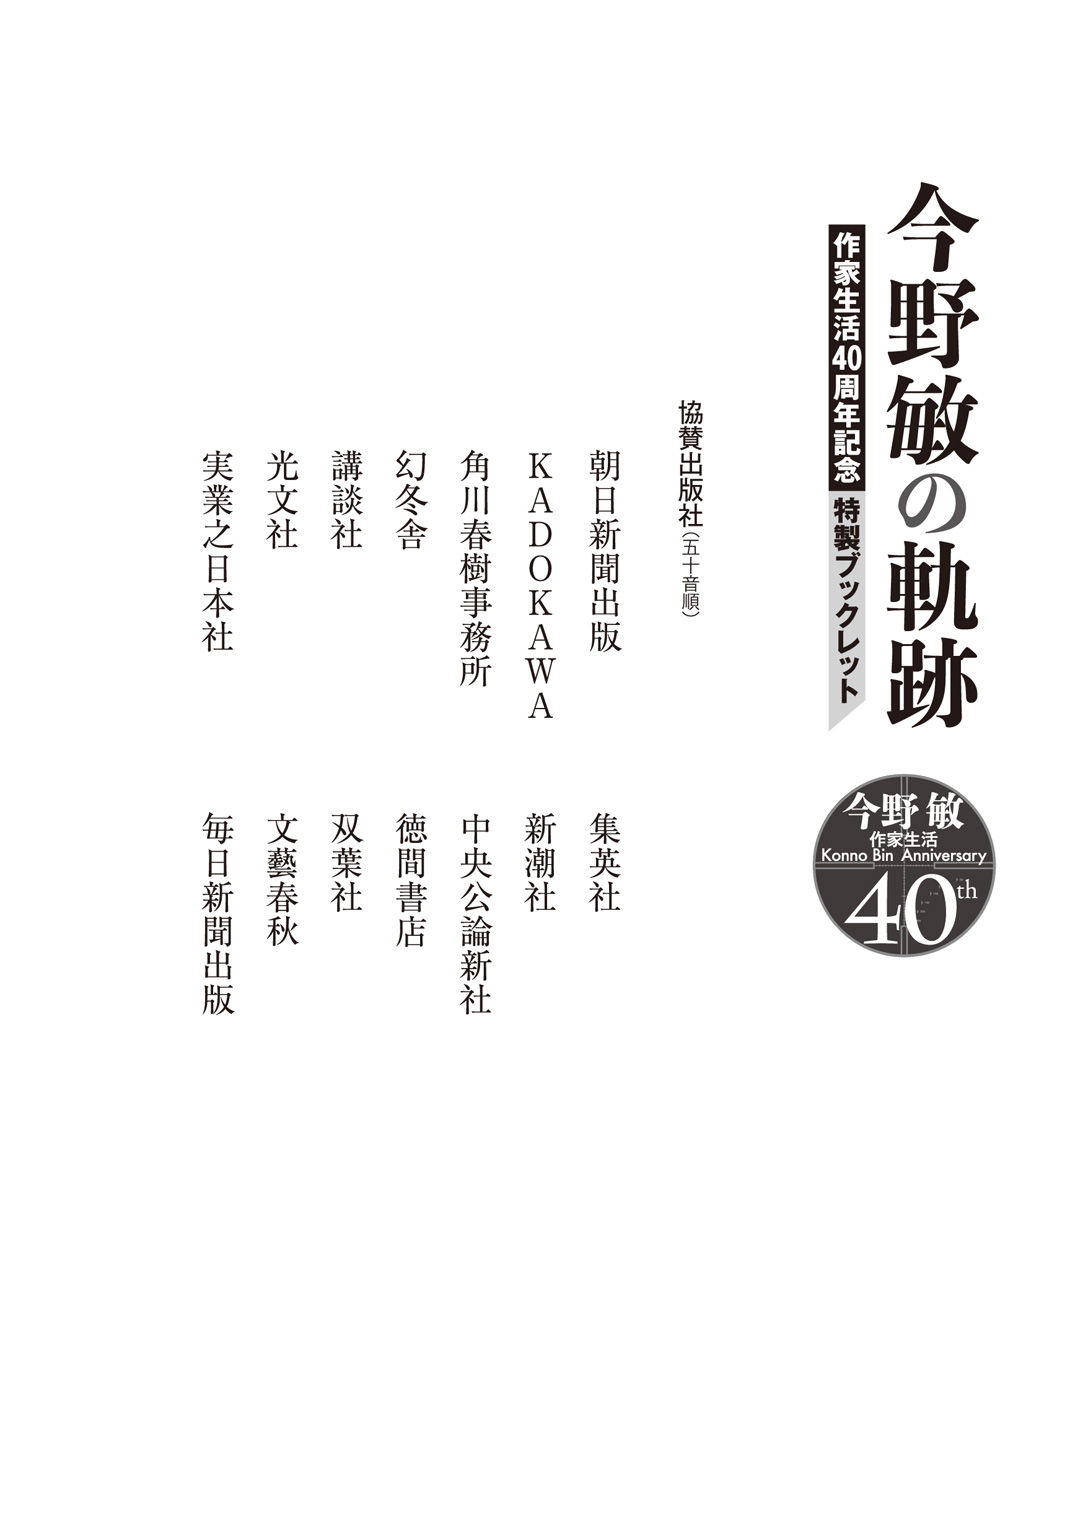 今野敏の軌跡
作家生活40周年記念 特製ブックレット
今野 敏
作家生活
Konno Bin Anniversary
40th
協賛出版社(五十音順)
朝日新聞出版
KADOKAWA
角川春樹事務所
幻冬舎
講談社
光文社
実業之日本社
集英社
新潮社
中央公論新社
徳間書店
双葉社
文藝春秋
毎日新聞出版